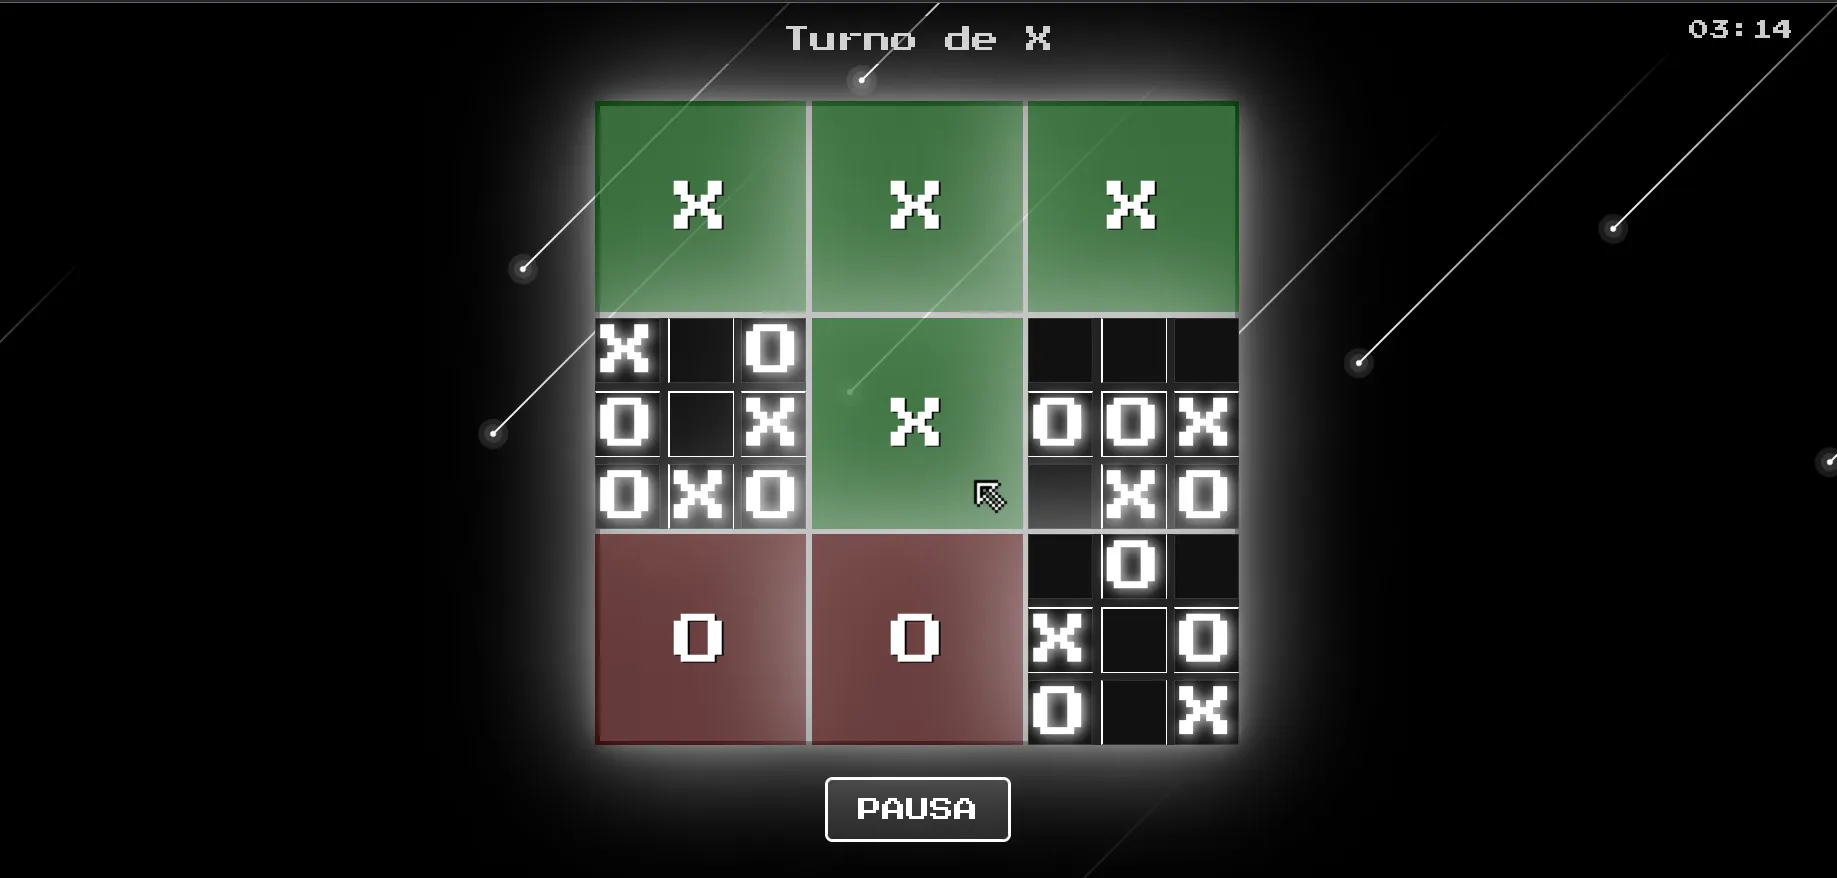 Turno de X
03:14
X X X
X O
O X X O O X
O X O X O
O
O O X O
O X
PAUSA